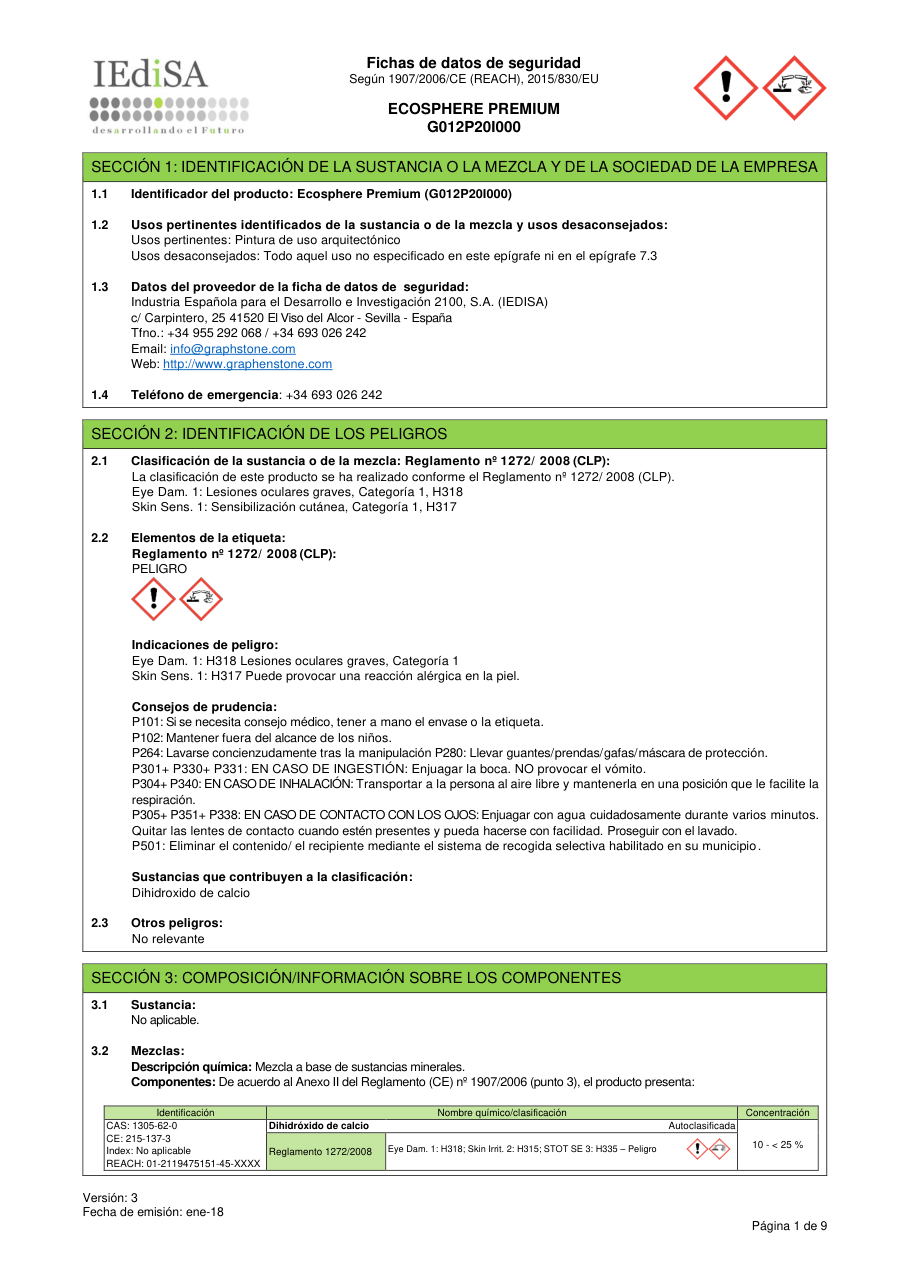 IEdiSA
desarrollando el Futuro
Fichas de datos de seguridad
Según 1907/2006/CE (REACH), 2015/830/EU
ECOSPHERE PREMIUM
G012P20I000
SECCIÓN 1: IDENTIFICACIÓN DE LA SUSTANCIA O LA MEZCLA Y DE LA SOCIEDAD DE LA EMPRESA
1.1 Identificador del producto: Ecosphere Premium (G012P20I000)
1.2 Usos pertinentes identificados de la sustancia o de la mezcla y usos desaconsejados:
Usos pertinentes: Pintura de uso arquitectónico
Usos desaconsejados: Todo aquel uso no especificado en este epígrafe ni en el epígrafe 7.3
1.3 Datos del proveedor de la ficha de datos de seguridad:
Industria Española para el Desarrollo e Investigación 2100, S.A. (IEDISA)
c/ Carpintero, 25 41520 El Viso del Alcor - Sevilla - España
Tfno.: +34 955 292 068 / +34 693 026 242
Email: info@graphstone.com
Web: http://www.graphenstone.com
1.4 Teléfono de emergencia: +34 693 026 242
SECCIÓN 2: IDENTIFICACIÓN DE LOS PELIGROS
2.1 Clasificación de la sustancia o de la mezcla: Reglamento nº 1272/ 2008 (CLP):
La clasificación de este producto se ha realizado conforme el Reglamento nº 1272/ 2008 (CLP).
Eye Dam. 1: Lesiones oculares graves, Categoría 1, H318
Skin Sens. 1: Sensibilización cutánea, Categoría 1, H317
2.2 Elementos de la etiqueta:
Reglamento nº 1272/ 2008 (CLP):
PELIGRO
Indicaciones de peligro:
Eye Dam. 1: H318 Lesiones oculares graves, Categoría 1
Skin Sens. 1: H317 Puede provocar una reacción alérgica en la piel.
Consejos de prudencia:
P101: Si se necesita consejo médico, tener a mano el envase o la etiqueta.
P102: Mantener fuera del alcance de los niños.
P264: Lavarse concienzudamente tras la manipulación P280: Llevar guantes/prendas/gafas/máscara de protección.
P301+ P330+ P331: EN CASO DE INGESTIÓN: Enjuagar la boca. NO provocar el vómito.
P304+ P340: EN CASO DE INHALACIÓN: Transportar a la persona al aire libre y mantenerla en una posición que le facilite la
respiración.
P305+ P351+ P338: EN CASO DE CONTACTO CON LOS OJOS: Enjuagar con agua cuidadosamente durante varios minutos.
Quitar las lentes de contacto cuando estén presentes y pueda hacerse con facilidad. Proseguir con el lavado.
P501: Eliminar el contenido/ el recipiente mediante el sistema de recogida selectiva habilitado en su municipio.
Sustancias que contribuyen a la clasificación:
Dihidroxido de calcio
2.3 Otros peligros:
No relevante
SECCIÓN 3: COMPOSICIÓN/INFORMACIÓN SOBRE LOS COMPONENTES
3.1 Sustancia:
No aplicable.
3.2 Mezclas:
Descripción química: Mezcla a base de sustancias minerales.
Componentes: De acuerdo al Anexo II del Reglamento (CE) nº 1907/2006 (punto 3), el producto presenta:
Identificación Nombre químico/clasificación Concentración
CAS: 1305-62-0
CE: 215-137-3
Index: No aplicable
REACH: 01-2119475151-45-XXXX
Dihidróxido de calcio Autoclasificada
Reglamento 1272/2008 Eye Dam. 1: H318; Skin Irrit. 2: H315; STOT SE 3: H335 – Peligro
10 - < 25 %
Versión: 3
Fecha de emisión: ene-18
Página 1 de 9